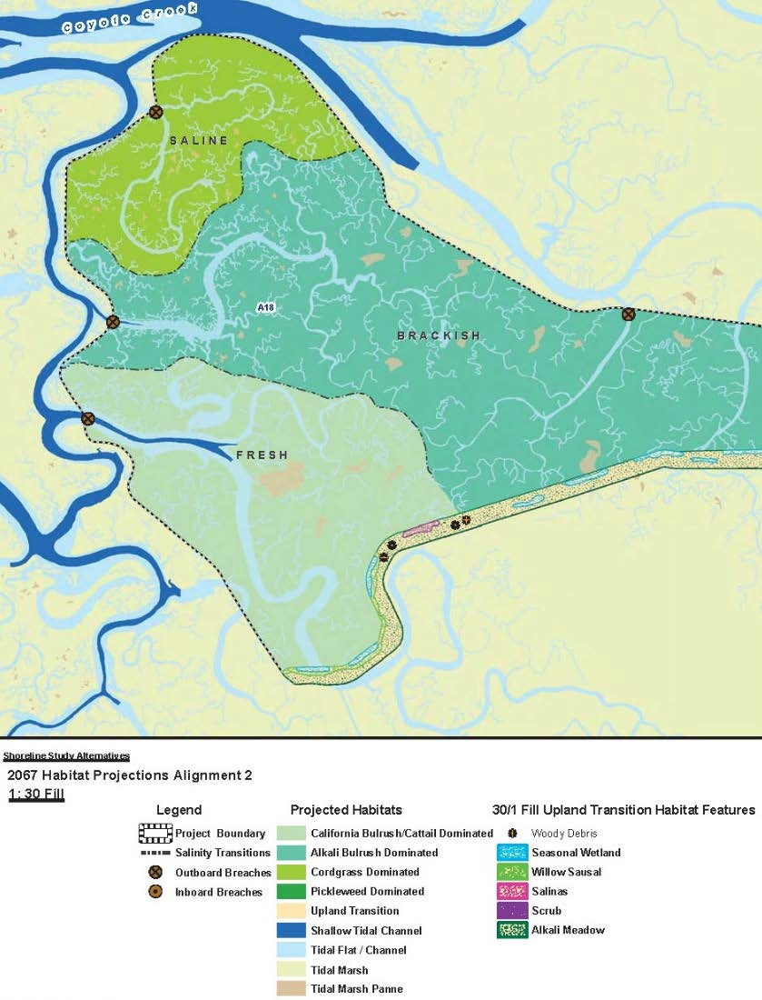 Coyote Creek
SALINE
A18
BRACKISH
FRESH
Shoreline Study Alternatives
2067 Habitat Projections Alignment 2
1: 30 Fill
Legend
Project Boundary
Salinity Transitions
Outboard Breaches
Inboard Breaches
Projected Habitats
California Bulrush/Cattail Dominated
Alkali Bulrush Dominated
Cordgrass Dominated
Pickleweed Dominated
Upland Transition
Shallow Tidal Channel
Tidal Flat / Channel
Tidal Marsh
Tidal Marsh Panne
30/1 Fill Upland Transition Habitat Features
Woody Debris
Seasonal Wetland
Willow Sausal
Salinas
Scrub
Alkali Meadow